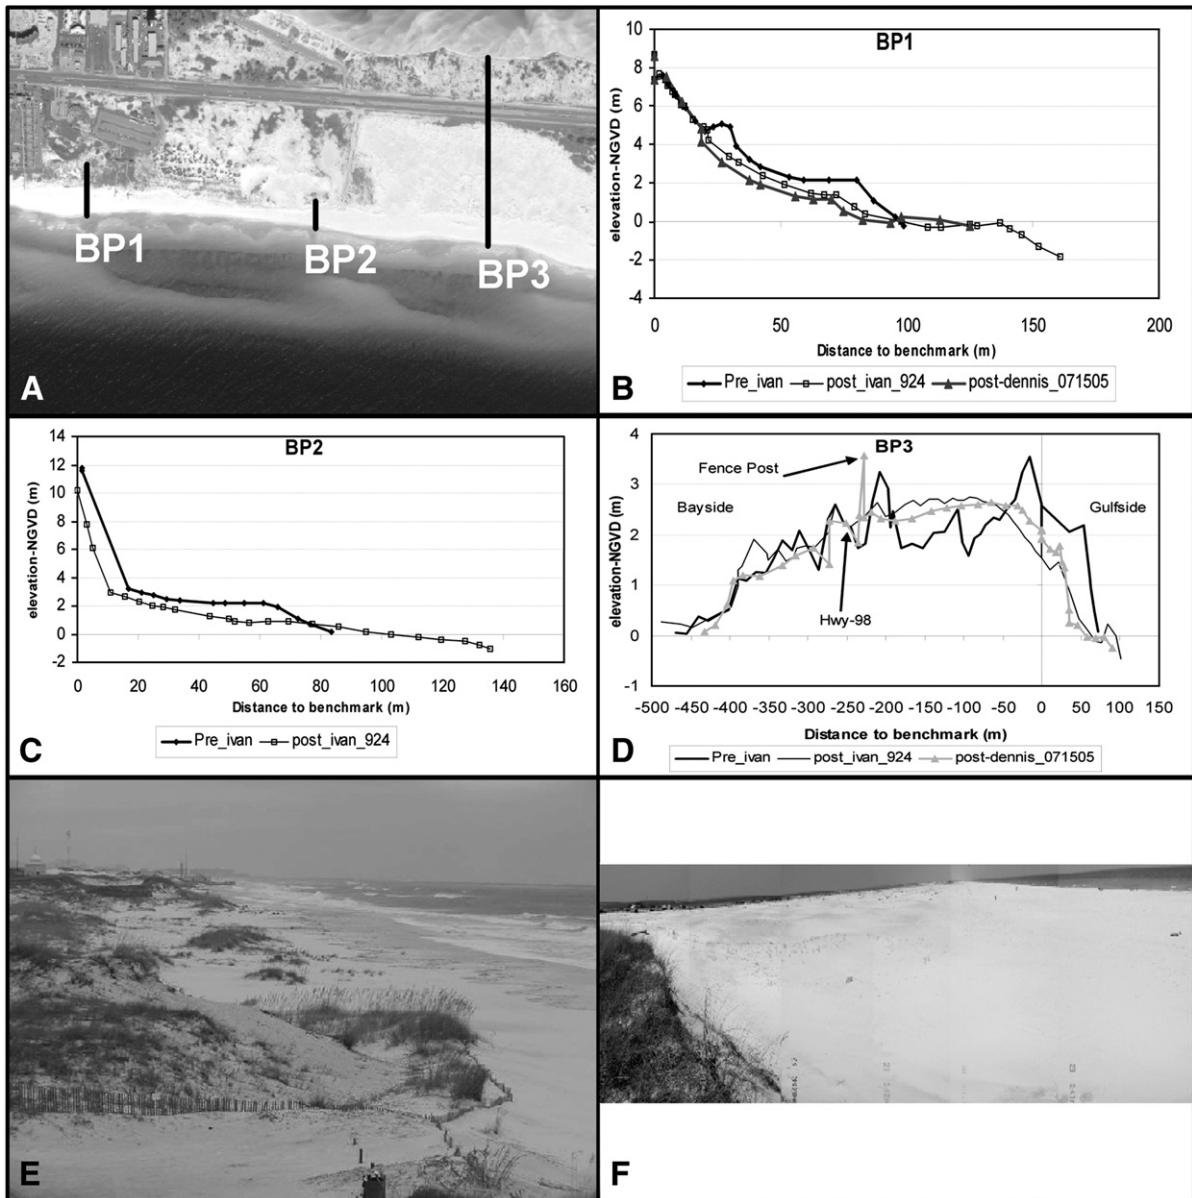 BP1
BP2
BP3
A
BP1
elevation-NGVD (m)
10
8
6
4
2
0
-2
-4
0 50 100 150 200
Distance to benchmark (m)
Pre_ivan post_ivan_924 post-dennis_071505
B
BP2
elevation-NGVD (m)
14
12
10
8
6
4
2
0
-2
0 20 40 60 80 100 120 140 160
Distance to benchmark (m)
Pre_ivan post_ivan_924
C
BP3
Fence Post
Bayside
Gulfside
Hwy-98
elevation-NGVD (m)
4
3
2
1
0
-1
-500 -450 -400 -350 -300 -250 -200 -150 -100 -50 0 50 100 150
Distance to benchmark (m)
Pre_ivan post_ivan_924 post-dennis_071505
D
E
F